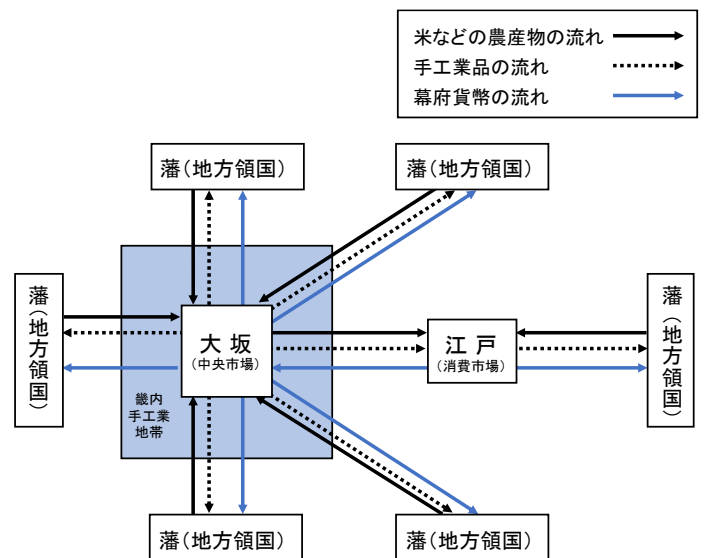 米などの農産物の流れ
手工業品の流れ
幕府貨幣の流れ
藩(地方領国)
藩(地方領国)
藩(地方領国)
大 坂
(中央市場)
江 戸
(消費市場)
藩(地方領国)
畿内
手工業
地帯
藩(地方領国)
藩(地方領国)